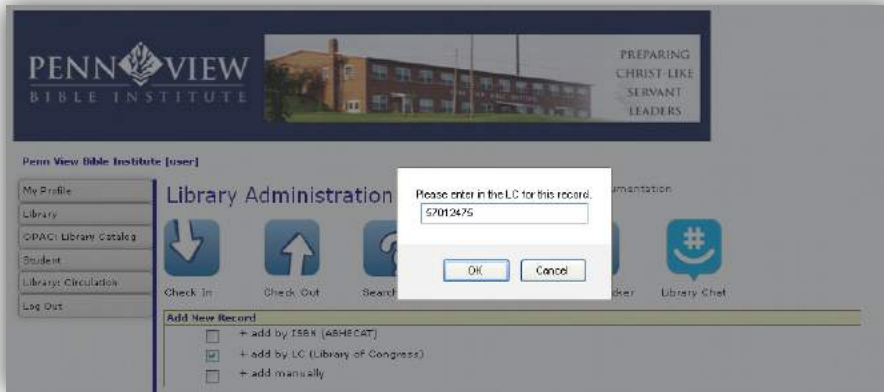 PENN VIEW
BIBLE INSTITUTE
PREPARING
CHRIST-LIKE
SERVANT
LEADERS
Penn View Bible Institute [user]
My Profile
Library
OPAC: Library Catalog
Student
Library: Circulation
Log Out
Library Administration
Please enter in the LC for this record.
57012475
OK
Cancel
Check In
Check Out
Search
Library Chat
Add New Record
+ add by ISBN (ABHECAT)
+ add by LC (Library of Congress)
+ add manually